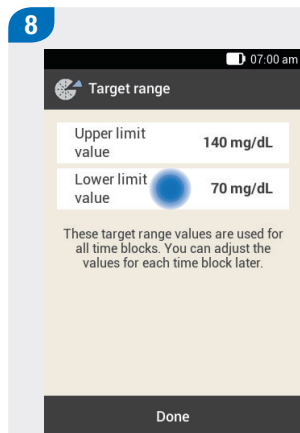 8
07:00 am
Target range
Upper limit
value
140 mg/dL
Lower limit
value
70 mg/dL
These target range values are used for
all time blocks. You can adjust the
values for each time block later.
Done